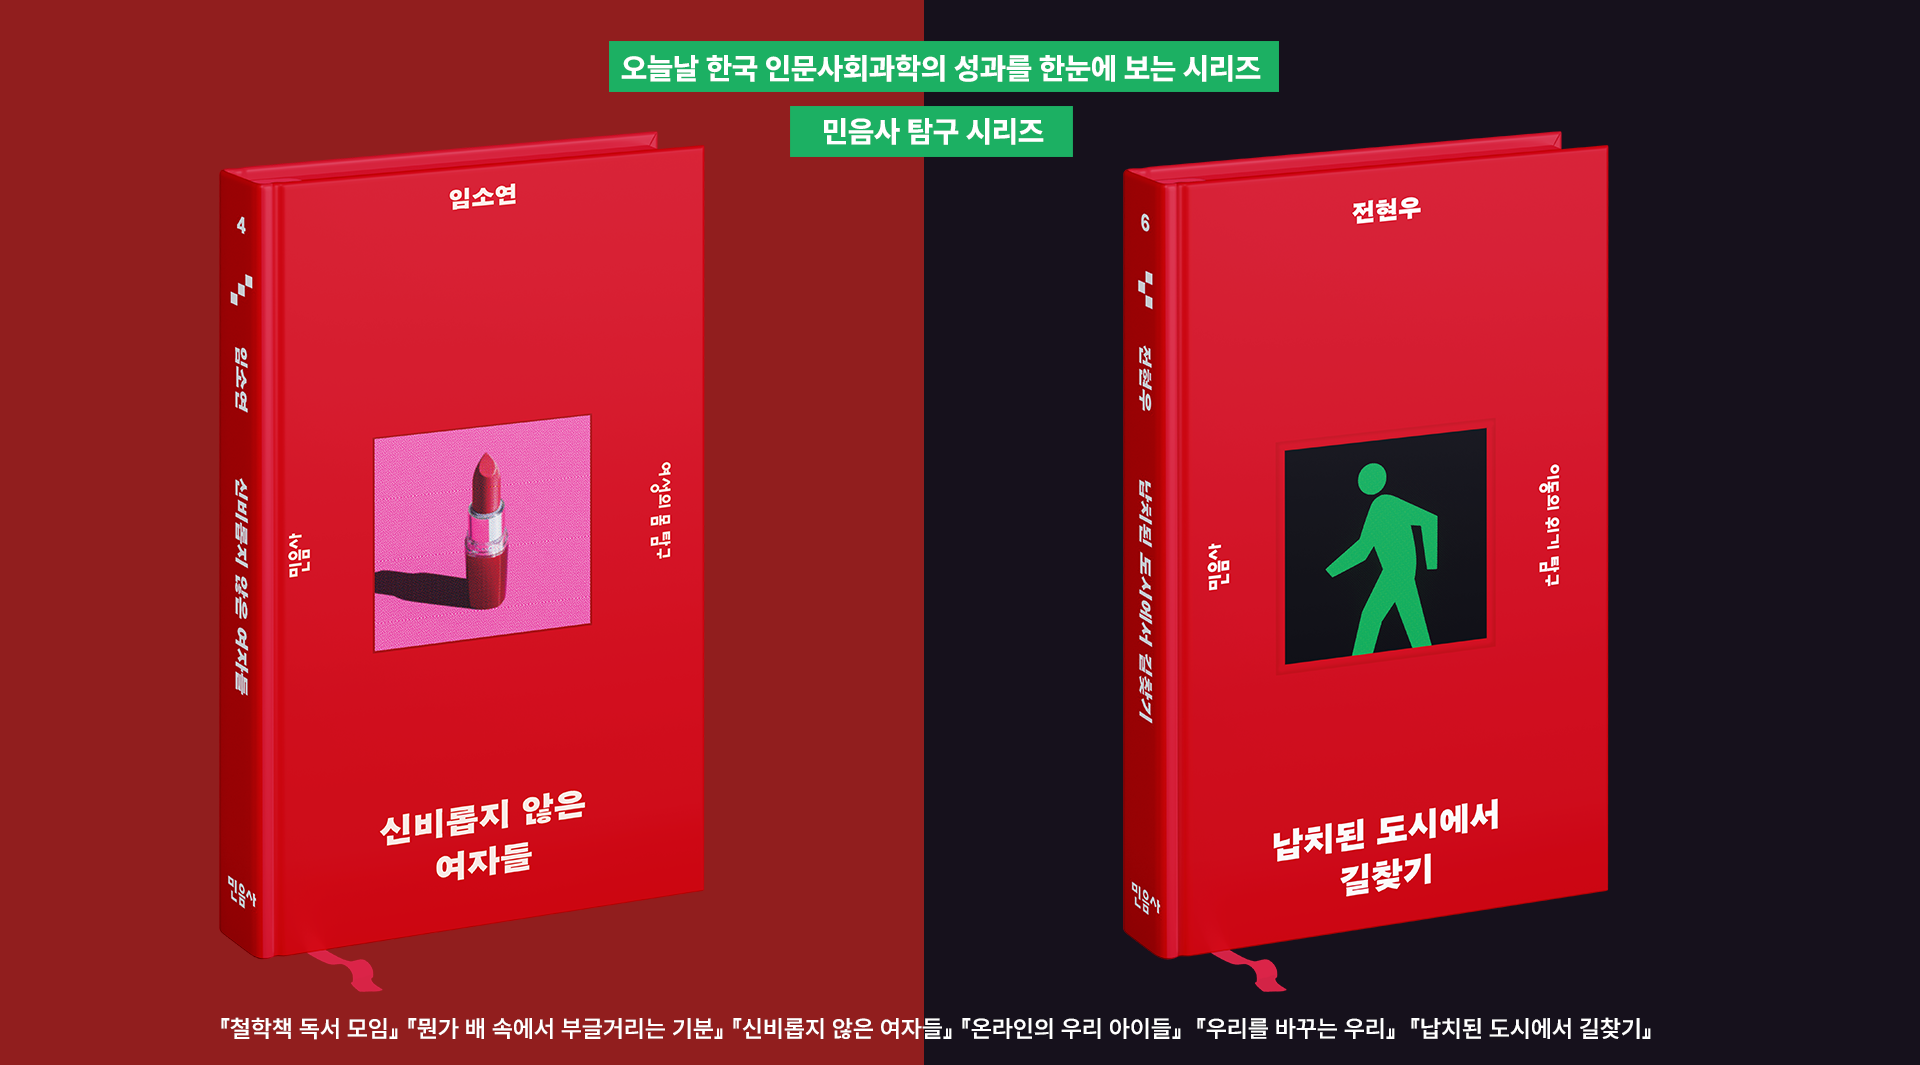 오늘날 한국 인문사회과학의 성과를 한눈에 보는 시리즈
민음사 탐구 시리즈
4
임소연
신비롭지 않은 여자들
민음사
임소연
민음사
여성의 몸 탐구
신비롭지 않은
여자들
6
전현우
납치된 도시에서 길찾기
민음사
전현우
민음사
이동의 위기 탐구
납치된 도시에서
길찾기
『철학책 독서 모임』 『뭔가 배 속에서 부글거리는 기분』 『신비롭지 않은 여자들』 『온라인의 우리 아이들』 『우리를 바꾸는 우리』 『납치된 도시에서 길찾기』